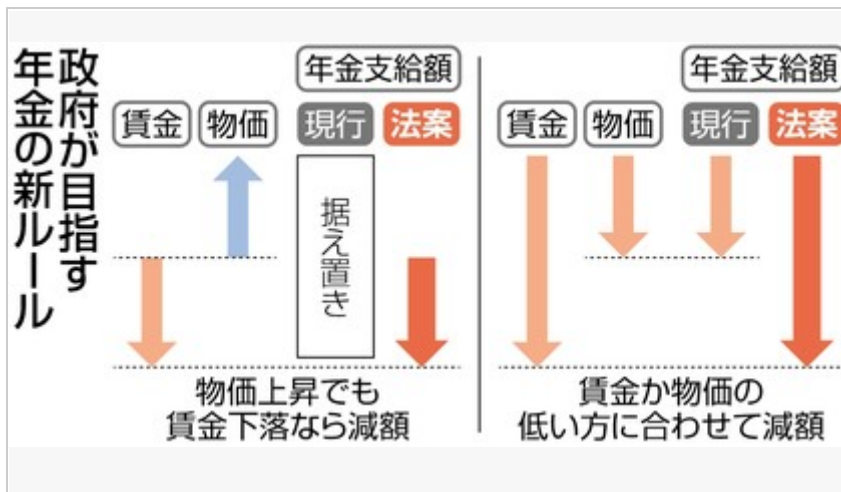 政府が目指す
年金の新ルール
年金支給額
賃金 物価 現行 法案
据え置き
物価上昇でも
賃金下落なら減額
年金支給額
賃金 物価 現行 法案
賃金か物価の
低い方に合わせて減額